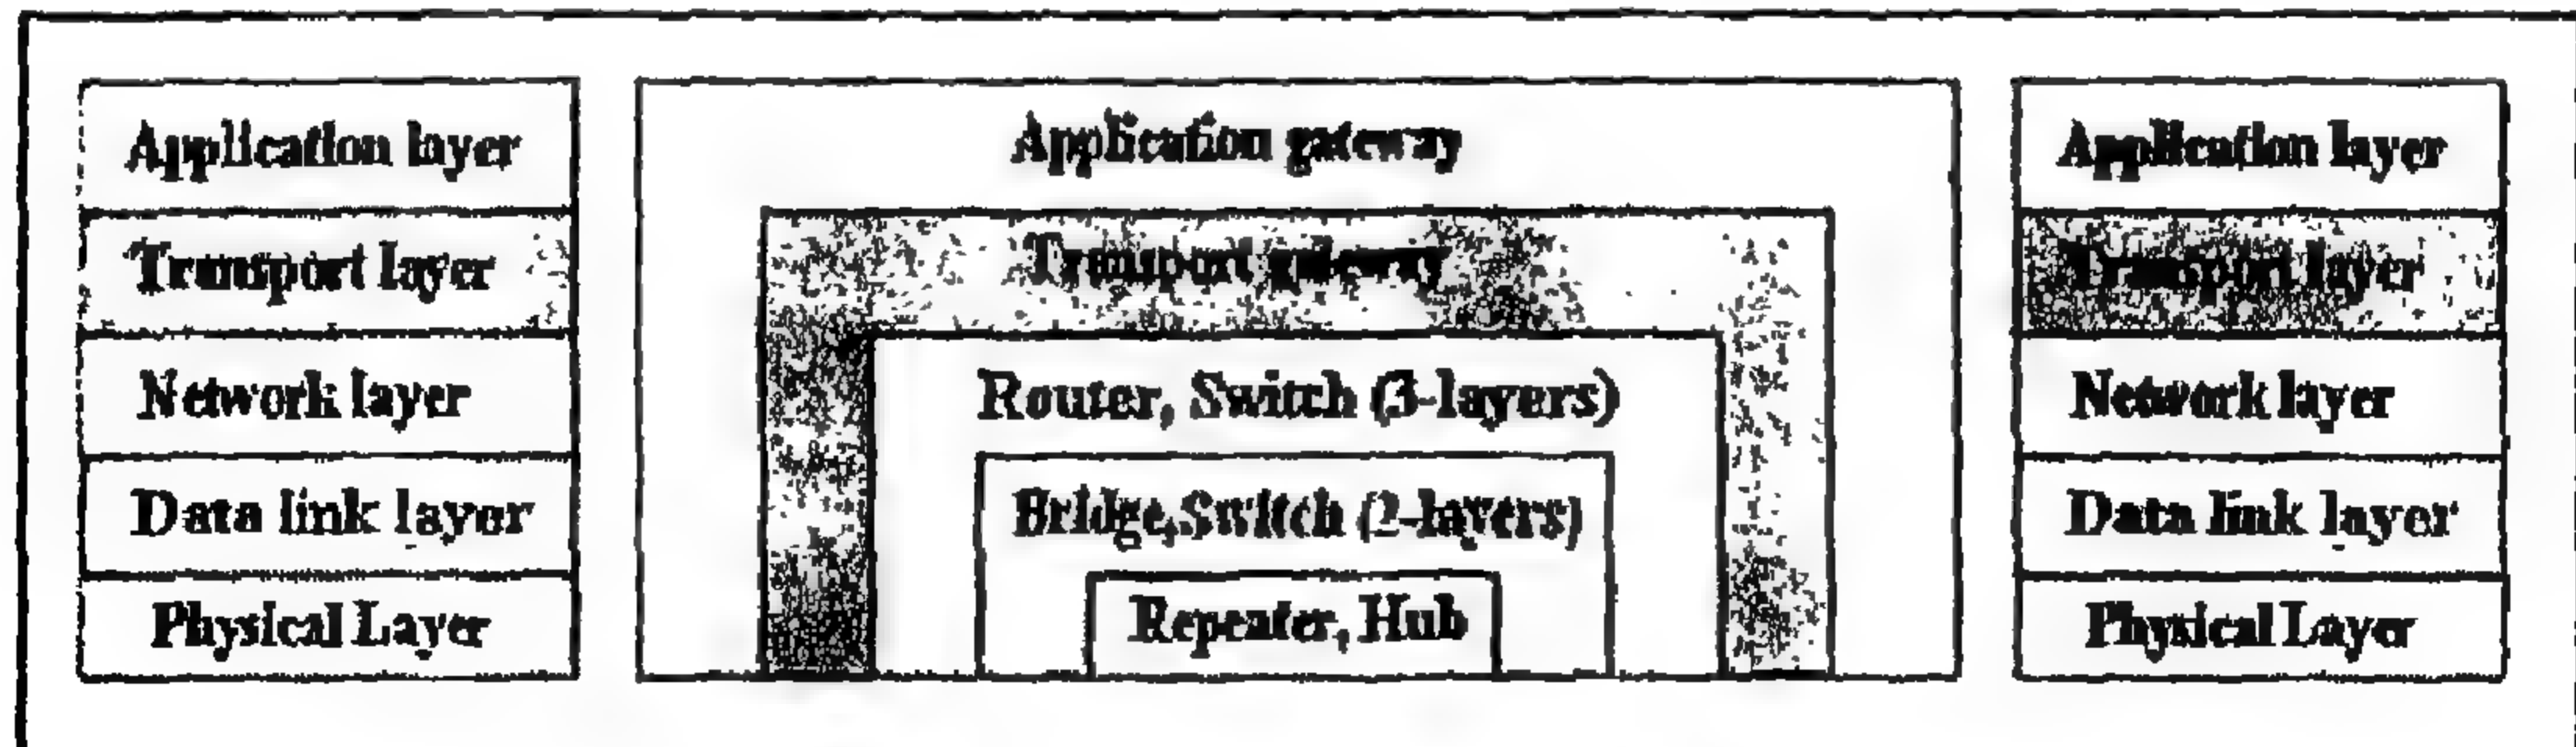 Application layer
Transport layer
Network layer
Data link layer
Physical Layer
Application gateway
Transport gateway
Router, Switch (3-layers)
Bridge,Switch (2-layers)
Repeater, Hub
Application layer
Transport layer
Network layer
Data link layer
Physical Layer